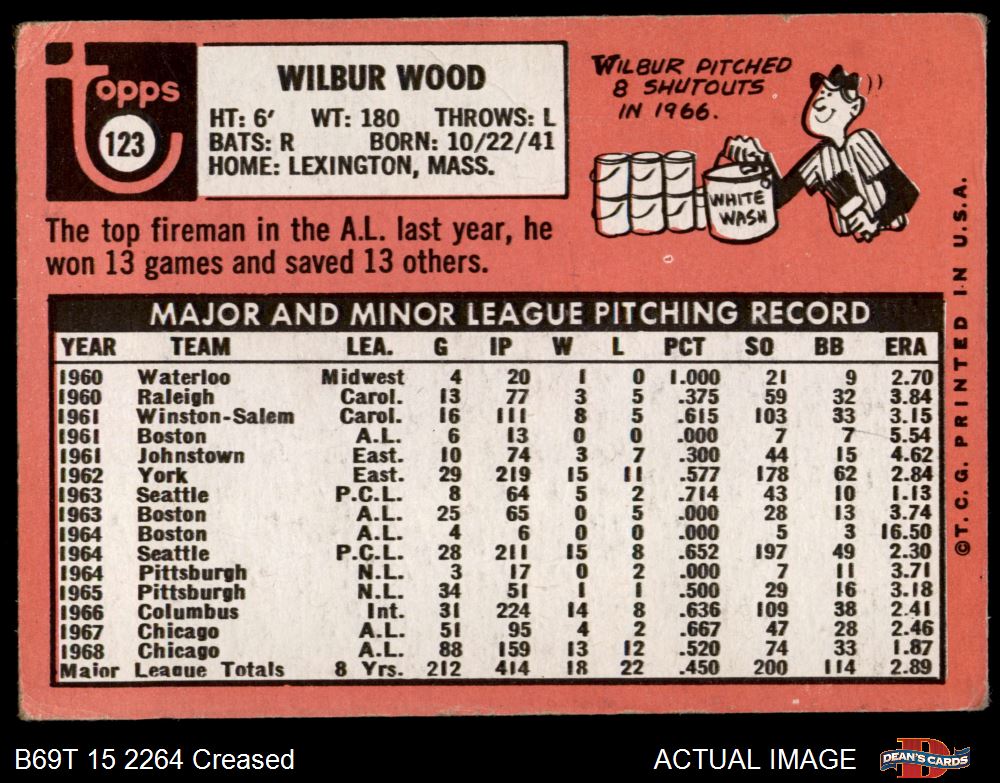 topps
123
WILBUR WOOD
HT: 6' WT: 180 THROWS: L
BATS: R BORN: 10/22/41
HOME: LEXINGTON, MASS.
WILBUR PITCHED
8 SHUTOUTS
IN 1966.
WHITE
WASH
The top fireman in the A.L. last year, he
won 13 games and saved 13 others.
MAJOR AND MINOR LEAGUE PITCHING RECORD
YEAR TEAM LEA. G IP W L PCT SO BB ERA
1960 Waterloo Midwest 4 20 1 0 1.000 21 9 2.70
1960 Raleigh Carol. 13 77 3 5 .375 59 32 3.84
1961 Winston-Salem Carol. 16 111 8 5 .615 103 33 3.15
1961 Boston A.L. 6 13 0 0 .000 7 7 5.54
1961 Johnstown East. 10 74 3 7 .300 44 15 4.62
1962 York East. 29 219 15 11 .577 178 62 2.84
1963 Seattle P.C.L. 8 64 5 2 .714 43 10 1.13
1963 Boston A.L. 25 65 0 5 .000 28 13 3.74
1964 Boston A.L. 4 6 0 0 .000 5 3 16.50
1964 Seattle P.C.L. 28 211 15 8 .652 197 49 2.30
1964 Pittsburgh N.L. 3 17 0 2 .000 7 11 3.71
1965 Pittsburgh N.L. 34 51 1 1 .500 29 16 3.18
1966 Columbus Int. 31 224 14 8 .636 109 38 2.41
1967 Chicago A.L. 51 95 4 2 .667 47 28 2.46
1968 Chicago A.L. 88 159 13 12 .520 74 33 1.87
Major League Totals 8 Yrs. 212 414 18 22 .450 200 114 2.89
©T.C.G. PRINTED IN U.S.A.
B69T 15 2264 Creased
ACTUAL IMAGE
DEAN'S CARDS